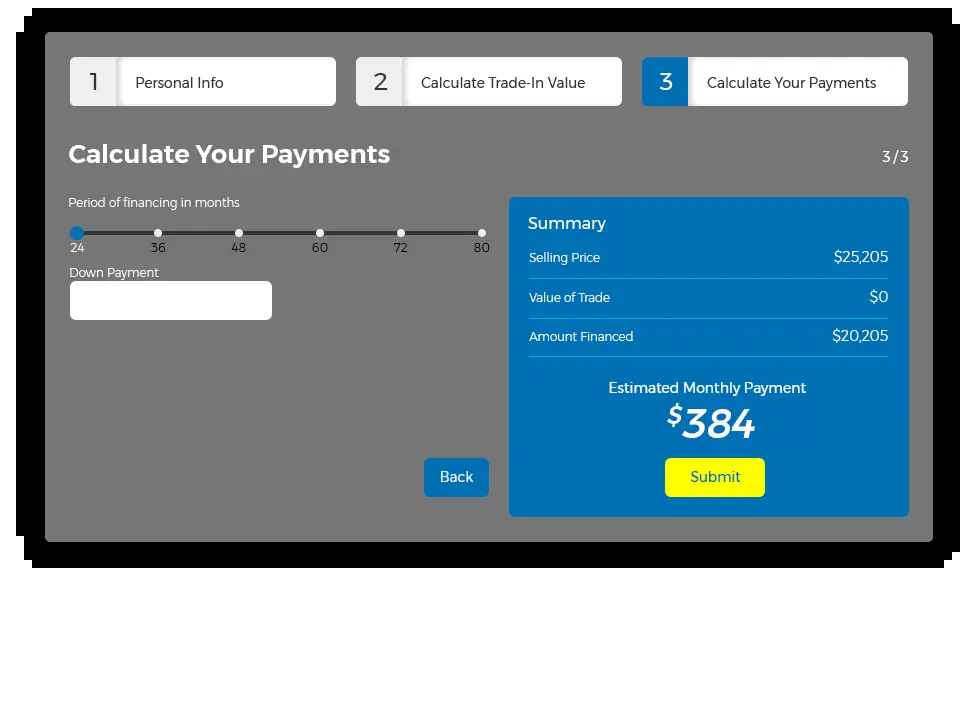 1 Personal Info 2 Calculate Trade-In Value 3 Calculate Your Payments
Calculate Your Payments 3/3
Period of financing in months
24 36 48 60 72 80
Down Payment
Summary
Selling Price $25,205
Value of Trade $0
Amount Financed $20,205
Estimated Monthly Payment
$384
Back
Submit